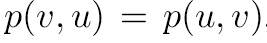 p(v, u) = p(u, v).